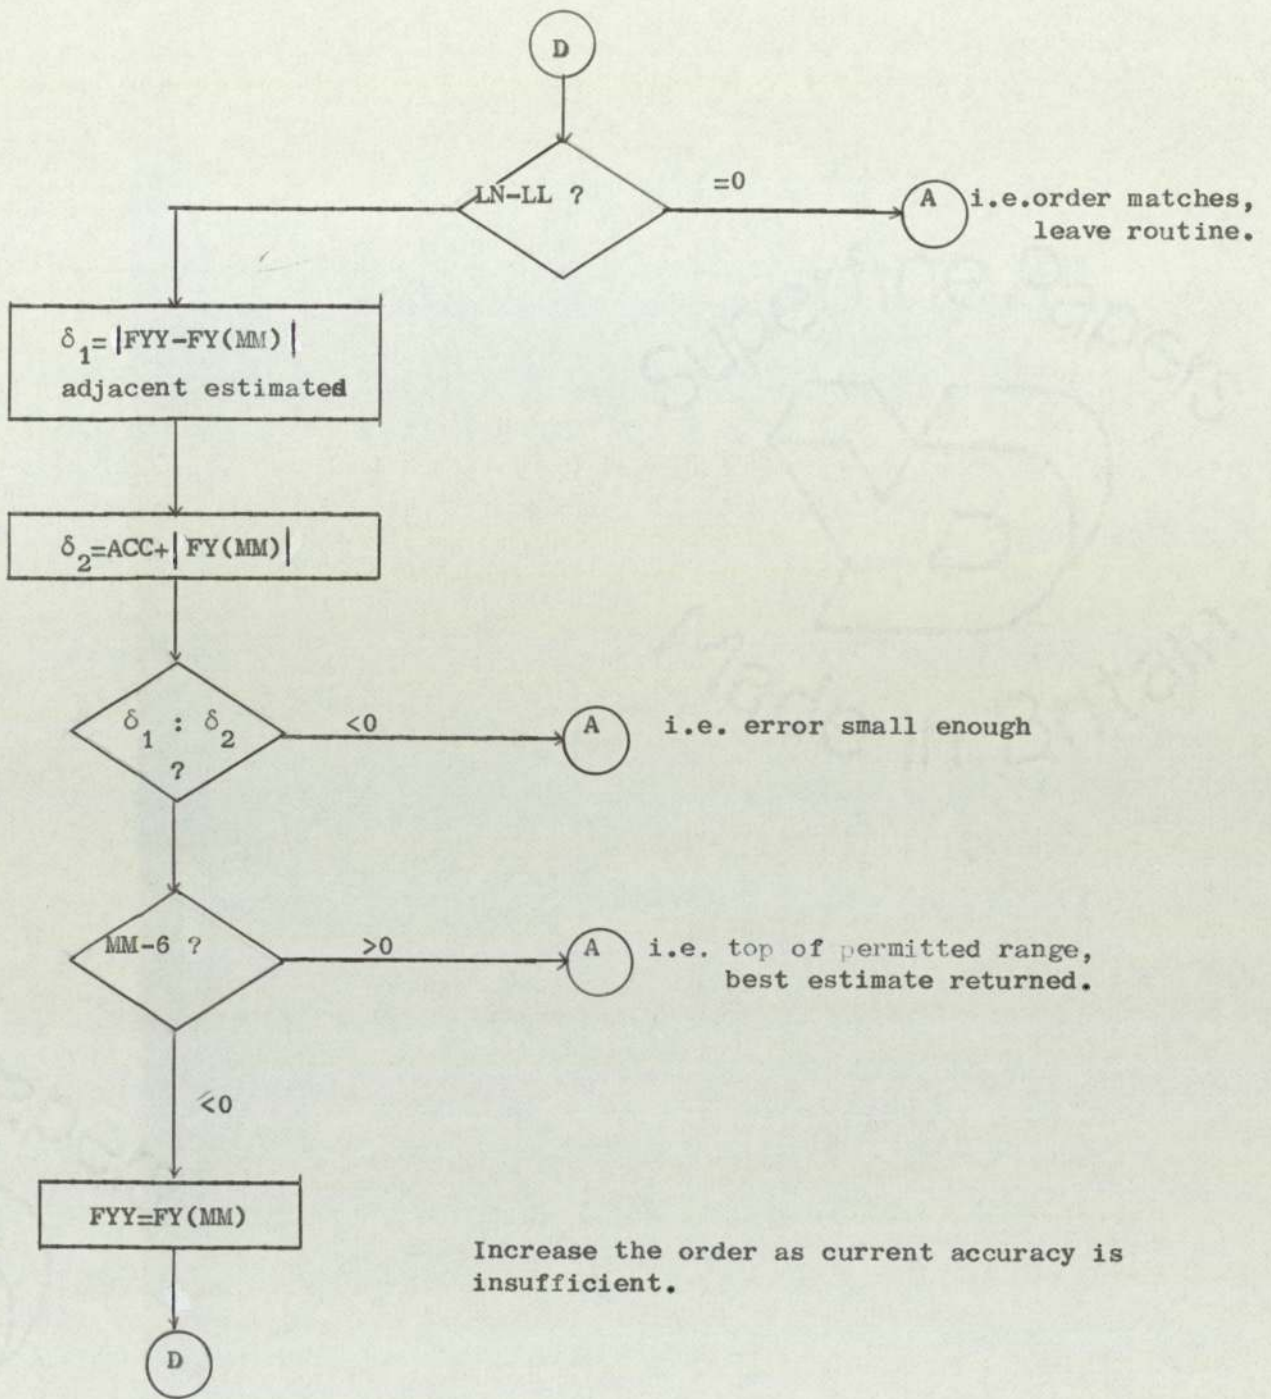 D
LN-LL ?
=0
A
i.e.order matches,
leave routine.
δ1=|FYY-FY(MM)|
adjacent estimated
δ2=ACC+|FY(MM)|
δ1 : δ2
?
<0
A
i.e. error small enough
MM-6 ?
>0
A
i.e. top of permitted range,
best estimate returned.
<0
FYY=FY(MM)
Increase the order as current accuracy is
insufficient.
D